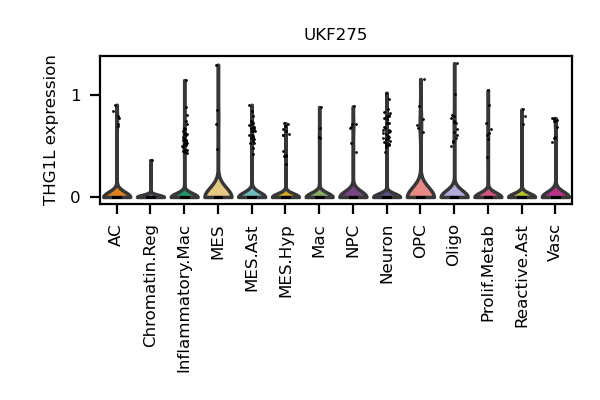 UKF275
THG1L expression
1
0
AC
Chromatin.Reg
Inflammatory.Mac
MES
MES.Ast
MES.Hyp
Mac
NPC
Neuron
OPC
Oligo
Prolif.Metab
Reactive.Ast
Vasc